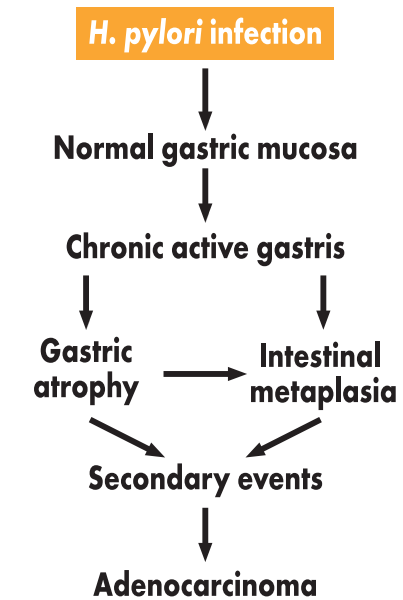 H. pylori infection
Normal gastric mucosa
Chronic active gastris
Gastric
atrophy
Intestinal
metaplasia
Secondary events
Adenocarcinoma